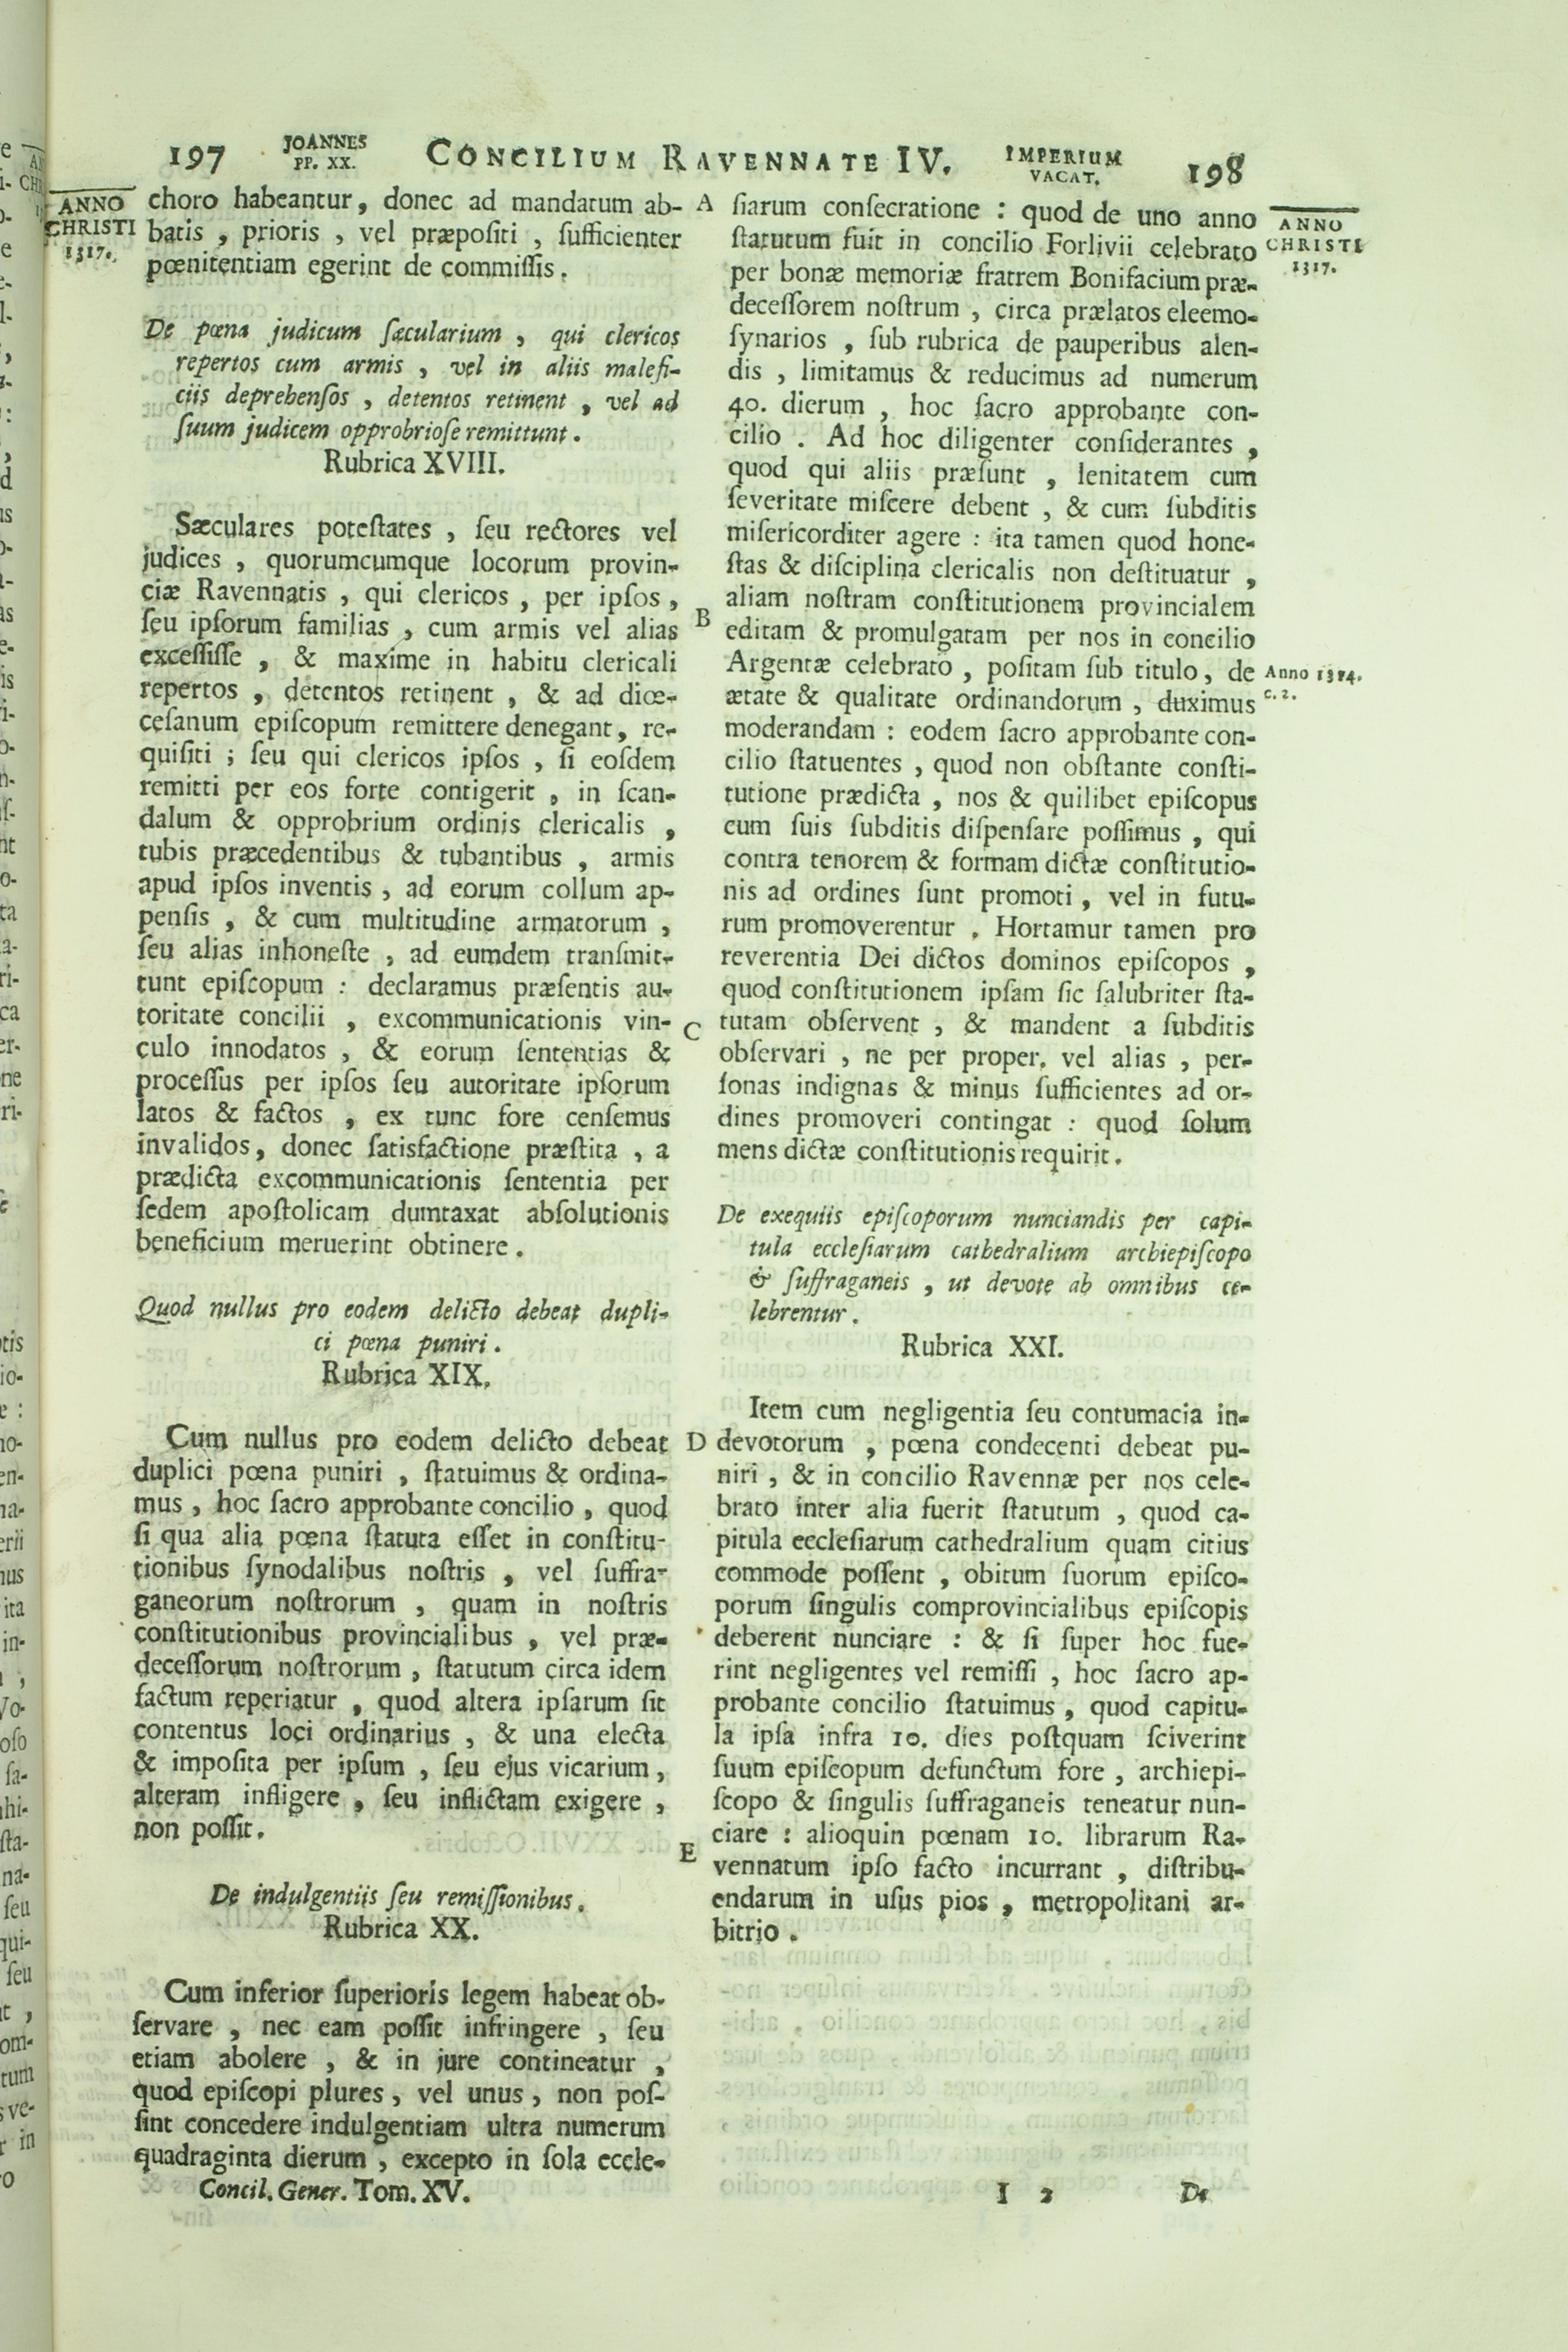 197 JOANNES PP. XX. CONCILIUM RAVENNATE IV. IMPERIUM VACAT. 198
ANNO
CHRISTI
1317.
choro habeantur, donec ad mandatum ab-
batis , prioris , vel præpoſiti , ſufficienter
pœnitentiam egerint de commiſſis.
De pœna judicum ſæcularium , qui clericos
repertos cum armis , vel in aliis malefi-
ciis deprehenſos , detentos retinent , vel ad
ſuum judicem opprobrioſe remittunt.
Rubrica XVIII.
Sæculares poteſtates , ſeu rectores vel
judices , quorumcumque locorum provin-
ciæ Ravennatis , qui clericos , per ipſos ,
ſeu ipſorum familias , cum armis vel alias
exceſſiſſe , & maxime in habitu clericali
repertos , detentos retinent , & ad diœ-
ceſanum epiſcopum remittere denegant, re-
quiſiti ; ſeu qui clericos ipſos , ſi eoſdem
remitti per eos forte contigerit , in ſcan-
dalum & opprobrium ordinis clericalis ,
tubis præcedentibus & tubantibus , armis
apud ipſos inventis , ad eorum collum ap-
penſis , & cum multitudine armatorum ,
ſeu alias inhoneſte , ad eumdem tranſmit-
tunt epiſcopum : declaramus præſentis au-
toritate concilii , excommunicationis vin-
culo innodatos , & eorum ſententias &
proceſſus per ipſos ſeu autoritate ipſorum
latos & factos , ex tunc fore cenſemus
invalidos, donec ſatisfactione præſtita , a
prædicta excommunicationis ſententia per
ſedem apoſtolicam dumtaxat abſolutionis
beneficium meruerint obtinere.
Quod nullus pro eodem delicto debeat dupli-
ci pœna puniri.
Rubrica XIX.
Cum nullus pro eodem delicto debeat
duplici pœna puniri , ſtatuimus & ordina-
mus , hoc ſacro approbante concilio , quod
ſi qua alia pœna ſtatuta eſſet in conſtitu-
tionibus ſynodalibus noſtris , vel ſuffra-
ganeorum noſtrorum , quam in noſtris
conſtitutionibus provincialibus , vel præ-
deceſſorum noſtrorum , ſtatutum circa idem
factum reperiatur , quod altera ipſarum ſit
contentus loci ordinarius , & una electa
& impoſita per ipſum , ſeu ejus vicarium ,
alteram infligere , ſeu inflictam exigere ,
non poſſit.
De indulgentiis ſeu remiſſionibus.
Rubrica XX.
Cum inferior ſuperioris legem habeat ob-
ſervare , nec eam poſſit infringere , ſeu
etiam abolere , & in jure contineatur ,
quod epiſcopi plures , vel unus , non poſ-
ſint concedere indulgentiam ultra numerum
quadraginta dierum , excepto in ſola eccle-
Concil. Gener. Tom. XV.
A
B
C
D
E
ſiarum conſecratione : quod de uno anno
ſtatutum fuit in concilio Forlivii celebrato
per bonæ memoriæ fratrem Bonifacium præ-
deceſſorem noſtrum , circa prælatos eleemo-
ſynarios , ſub rubrica de pauperibus alen-
dis , limitamus & reducimus ad numerum
40. dierum , hoc ſacro approbante con-
cilio . Ad hoc diligenter conſiderantes ,
quod qui aliis præſunt , lenitatem cum
ſeveritate miſcere debent , & cum ſubditis
miſericorditer agere : ita tamen quod hone-
ſtas & diſciplina clericalis non deſtituatur ,
aliam noſtram conſtitutionem provincialem
editam & promulgatam per nos in concilio
Argentæ celebrato , poſitam ſub titulo, de
ætate & qualitate ordinandorum , duximus
moderandam : eodem ſacro approbante con-
cilio ſtatuentes , quod non obſtante conſti-
tutione prædicta , nos & quilibet epiſcopus
cum ſuis ſubditis diſpenſare poſſimus , qui
contra tenorem & formam dictæ conſtitutio-
nis ad ordines ſunt promoti , vel in futu-
rum promoverentur . Hortamur tamen pro
reverentia Dei dictos dominos epiſcopos ,
quod conſtitutionem ipſam ſic ſalubriter ſta-
tutam obſervent , & mandent a ſubditis
obſervari , ne per proper. vel alias , per-
ſonas indignas & minus ſufficientes ad or-
dines promoveri contingat : quod ſolum
mens dictæ conſtitutionis requirit.
De exequiis epiſcoporum nunciandis per capi-
tula eccleſiarum cathedralium archiepiſcopo
& ſuffraganeis , ut devote ab omnibus ce-
lebrentur.
Rubrica XXI.
Item cum negligentia ſeu contumacia in-
devotorum , pœna condecenti debeat pu-
niri , & in concilio Ravennæ per nos cele-
brato inter alia fuerit ſtatutum , quod ca-
pitula eccleſiarum cathedralium quam citius
commode poſſent , obitum ſuorum epiſco-
porum ſingulis comprovincialibus epiſcopis
deberent nunciare : & ſi ſuper hoc fue-
rint negligentes vel remiſſi , hoc ſacro ap-
probante concilio ſtatuimus , quod capitu-
la ipſa infra 10. dies poſtquam ſciverint
ſuum epiſcopum defunctum fore , archiepi-
ſcopo & ſingulis ſuffraganeis teneatur nun-
ciare : alioquin pœnam 10. librarum Ra-
vennatum ipſo facto incurrant , diſtribu-
endarum in uſus pios , metropolitani ar-
bitrio.
I 2 De
ANNO
CHRISTI
1317.
Anno 1314.
c. 2.